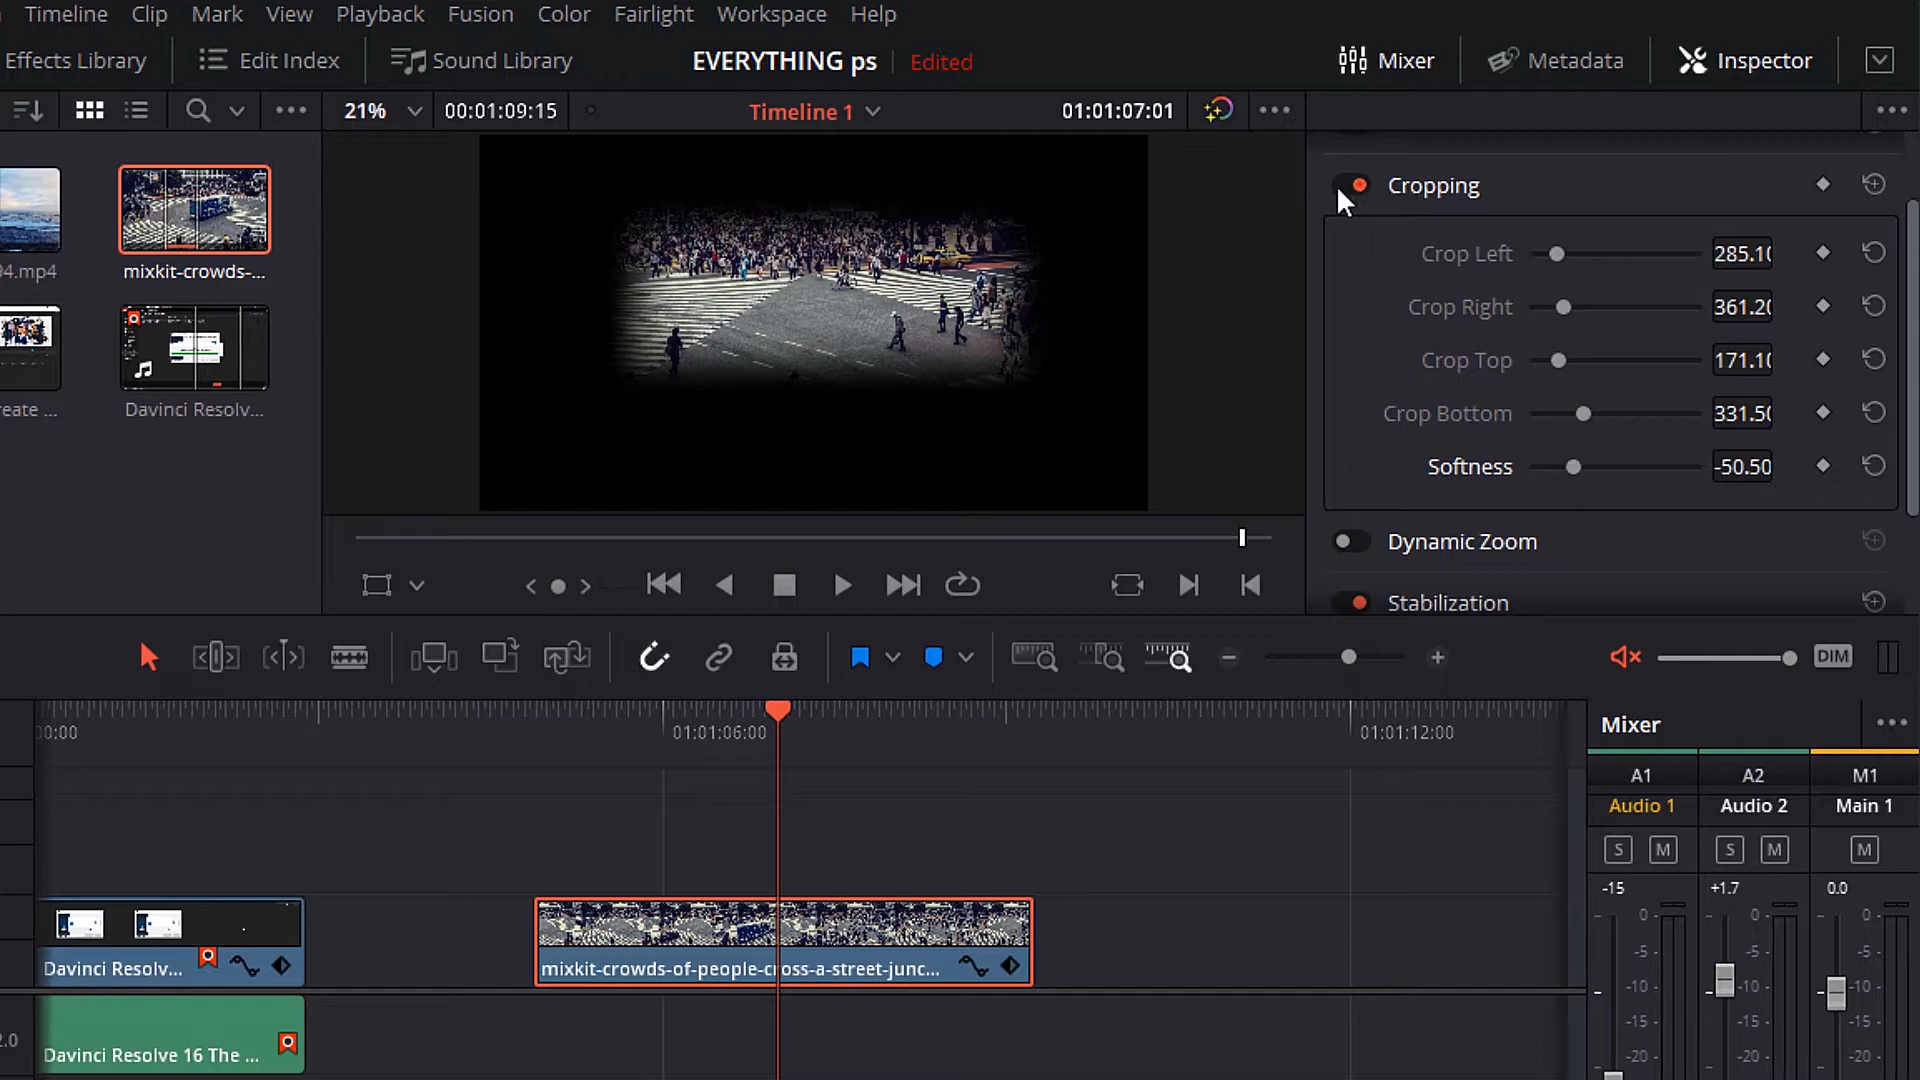 Timeline Clip Mark View Playback Fusion Color Fairlight Workspace Help
Effects Library Edit Index Sound Library EVERYTHING ps Edited Mixer Metadata Inspector
21% 00:01:09:15 Timeline 1 01:01:07:01
Cropping
Crop Left 285.10
Crop Right 361.20
Crop Top 171.10
Crop Bottom 331.50
Softness -50.50
Dynamic Zoom
Stabilization
94.mp4 mixkit-crowds-...
reate ... Davinci Resolv...
DIM
00:00 01:01:06:00 01:01:12:00
Mixer
A1 A2 M1
Audio 1 Audio 2 Main 1
S M S M M
-15 +1.7 0.0
0 0 0
-5 -5 -5
-10 -10 -10
-15 -15 -15
-20 -20 -20
Davinci Resolv... mixkit-crowds-of-people-cross-a-street-junc...
2.0 Davinci Resolve 16 The ...